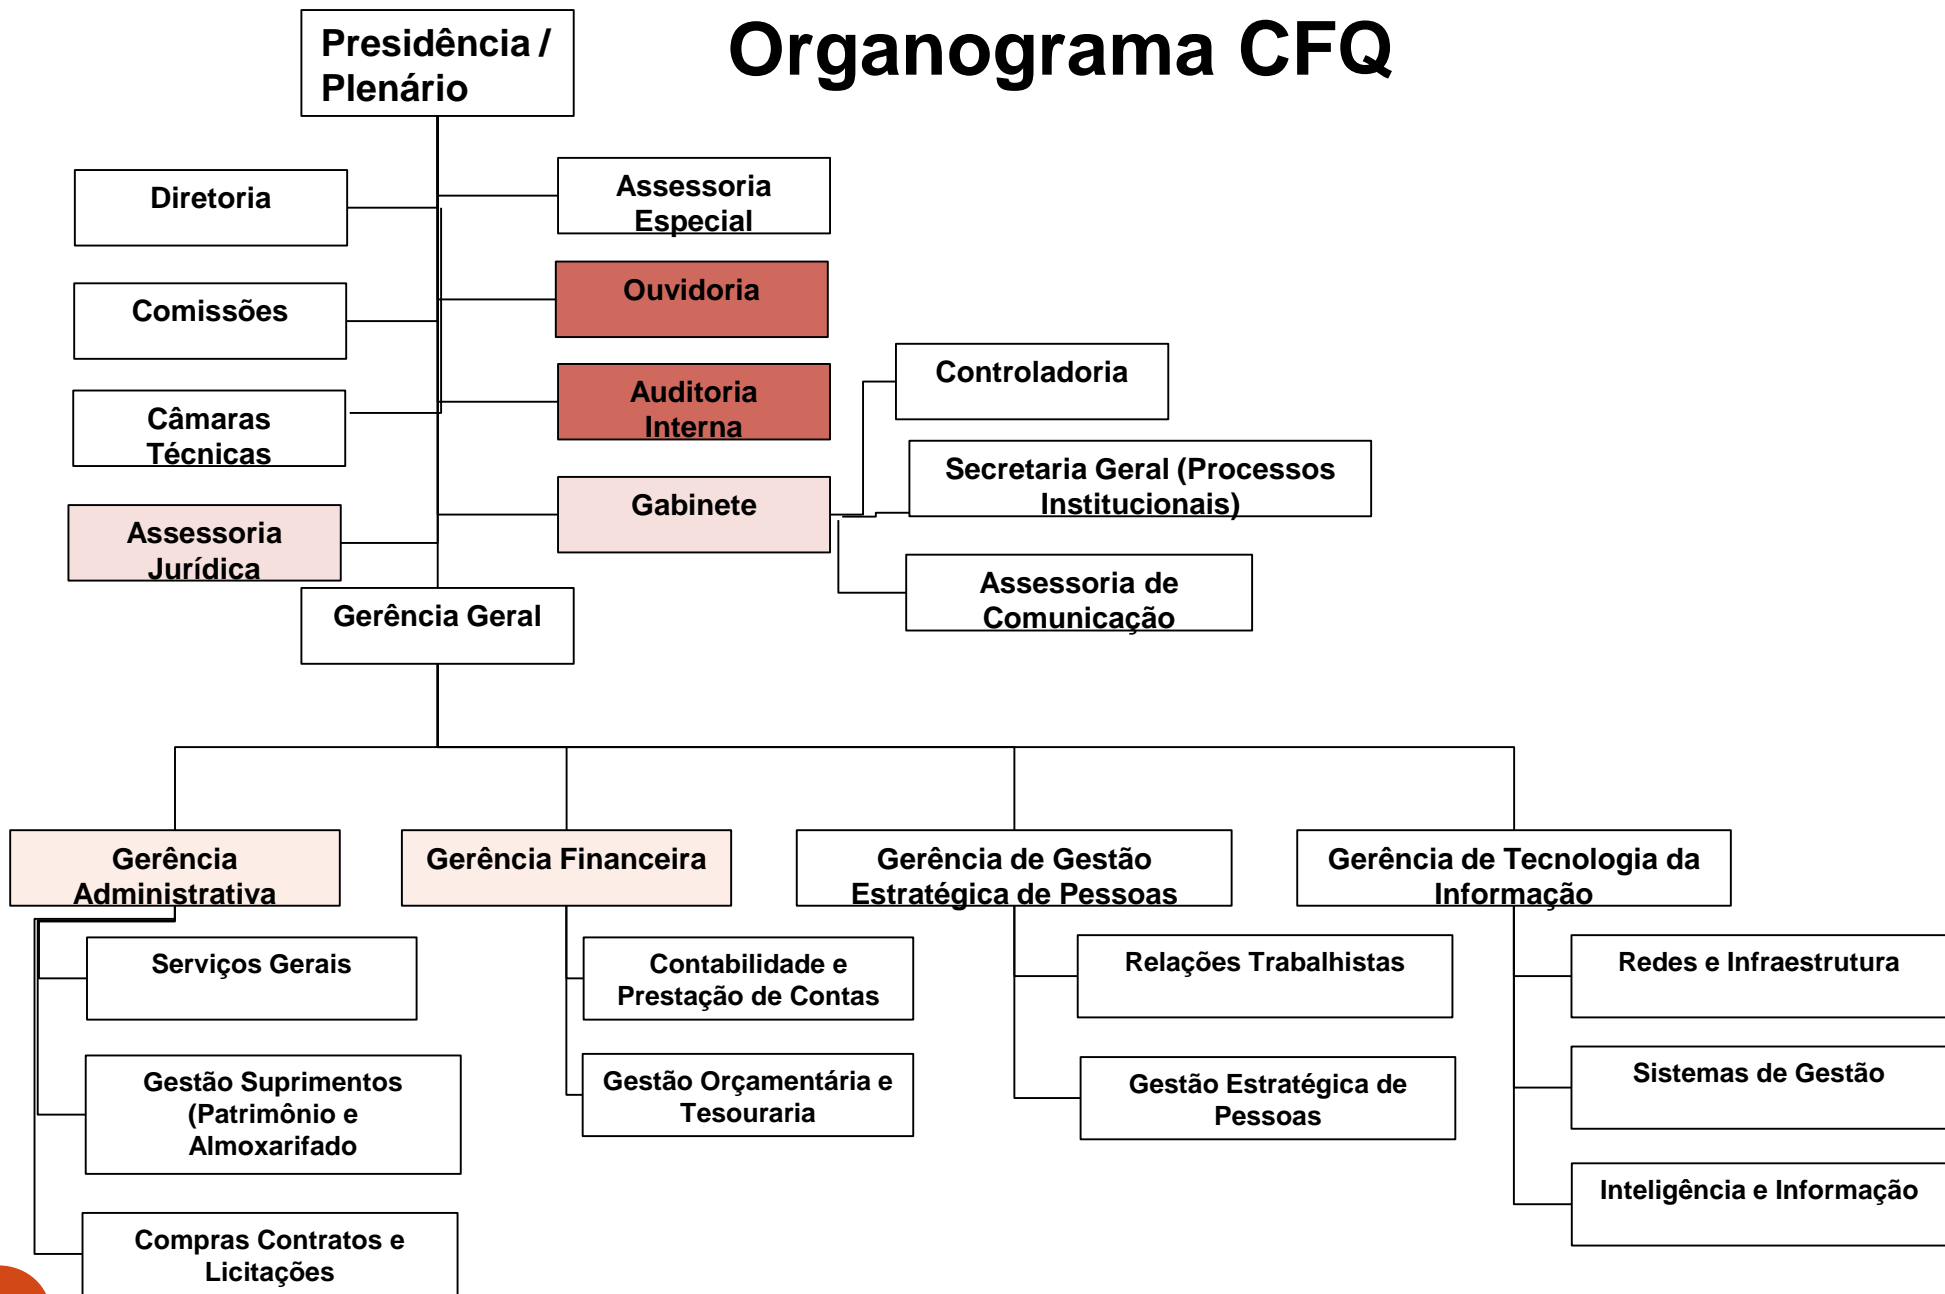 Organograma CFQ
Presidência /
Plenário
Diretoria
Assessoria
Especial
Comissões
Ouvidoria
Câmaras
Técnicas
Auditoria
Interna
Controladoria
Assessoria
Jurídica
Gabinete
Secretaria Geral (Processos
Institucionais)
Assessoria de
Comunicação
Gerência Geral
Gerência
Administrativa
Gerência Financeira
Gerência de Gestão
Estratégica de Pessoas
Gerência de Tecnologia da
Informação
Serviços Gerais
Gestão Suprimentos
(Patrimônio e
Almoxarifado
Compras Contratos e
Licitações
Contabilidade e
Prestação de Contas
Gestão Orçamentária e
Tesouraria
Relações Trabalhistas
Gestão Estratégica de
Pessoas
Redes e Infraestrutura
Sistemas de Gestão
Inteligência e Informação